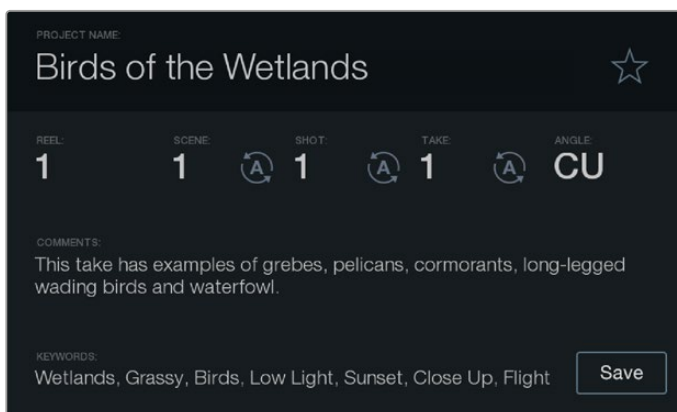 PROJECT NAME:
Birds of the Wetlands
REEL: SCENE: SHOT: TAKE: ANGLE:
1 1 A 1 A 1 A CU
COMMENTS:
This take has examples of grebes, pelicans, cormorants, long-legged
wading birds and waterfowl.
KEYWORDS:
Wetlands, Grassy, Birds, Low Light, Sunset, Close Up, Flight Save